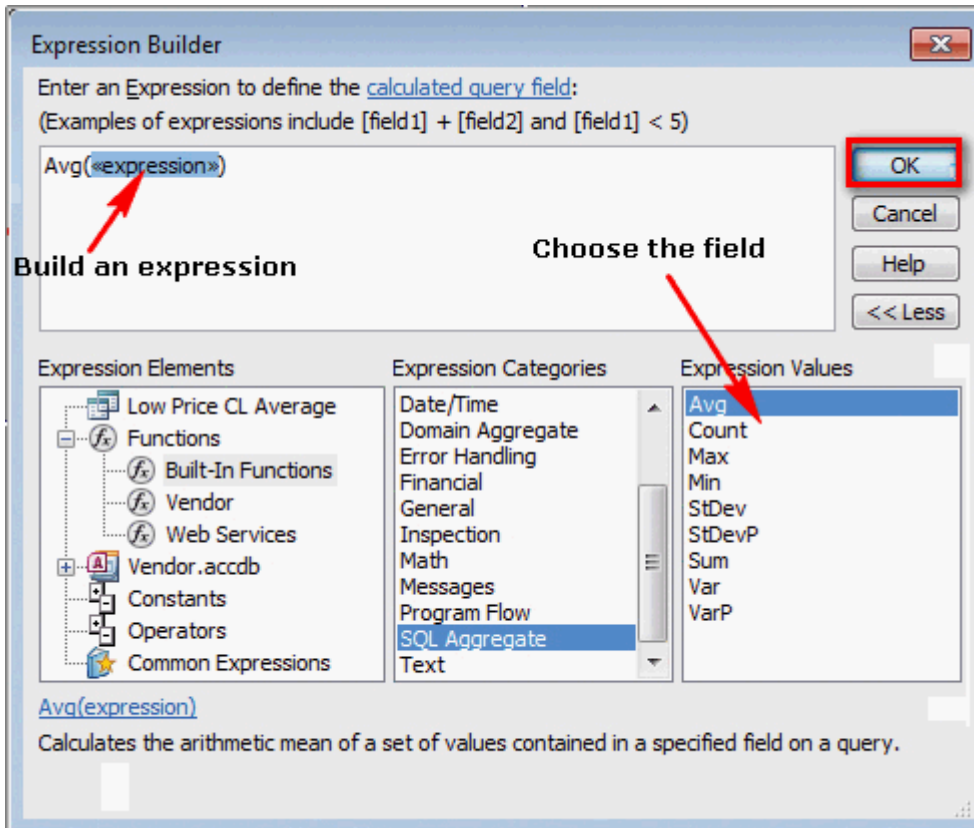 Expression Builder
Enter an Expression to define the calculated query field:
(Examples of expressions include [field1] + [field2] and [field1] < 5)
Avg(«expression»)
OK
Cancel
Help
<< Less
Build an expression
Choose the field
Expression Elements
Low Price CL Average
Functions
Built-In Functions
Vendor
Web Services
Vendor.accdb
Constants
Operators
Common Expressions
Expression Categories
Date/Time
Domain Aggregate
Error Handling
Financial
General
Inspection
Math
Messages
Program Flow
SQL Aggregate
Text
Expression Values
Avg
Count
Max
Min
StDev
StDevP
Sum
Var
VarP
Avg(expression)
Calculates the arithmetic mean of a set of values contained in a specified field on a query.